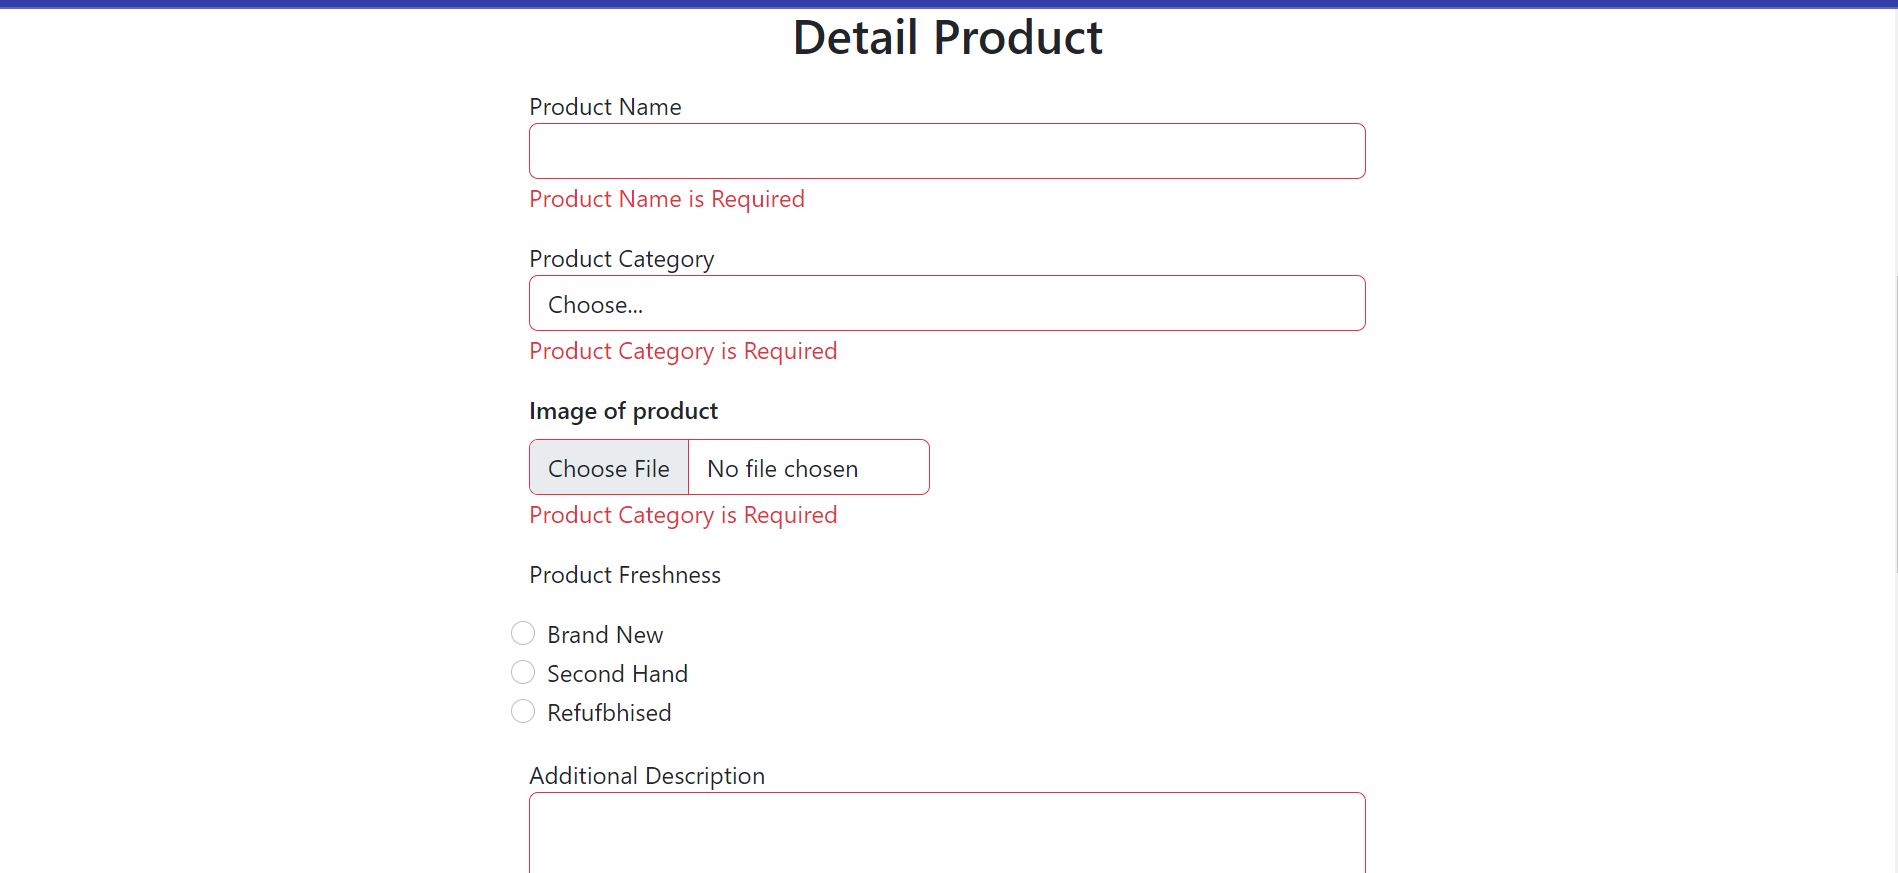 Detail Product
Product Name
Product Name is Required
Product Category
Choose...
Product Category is Required
Image of product
Choose File No file chosen
Product Category is Required
Product Freshness
Brand New
Second Hand
Refufbhised
Additional Description